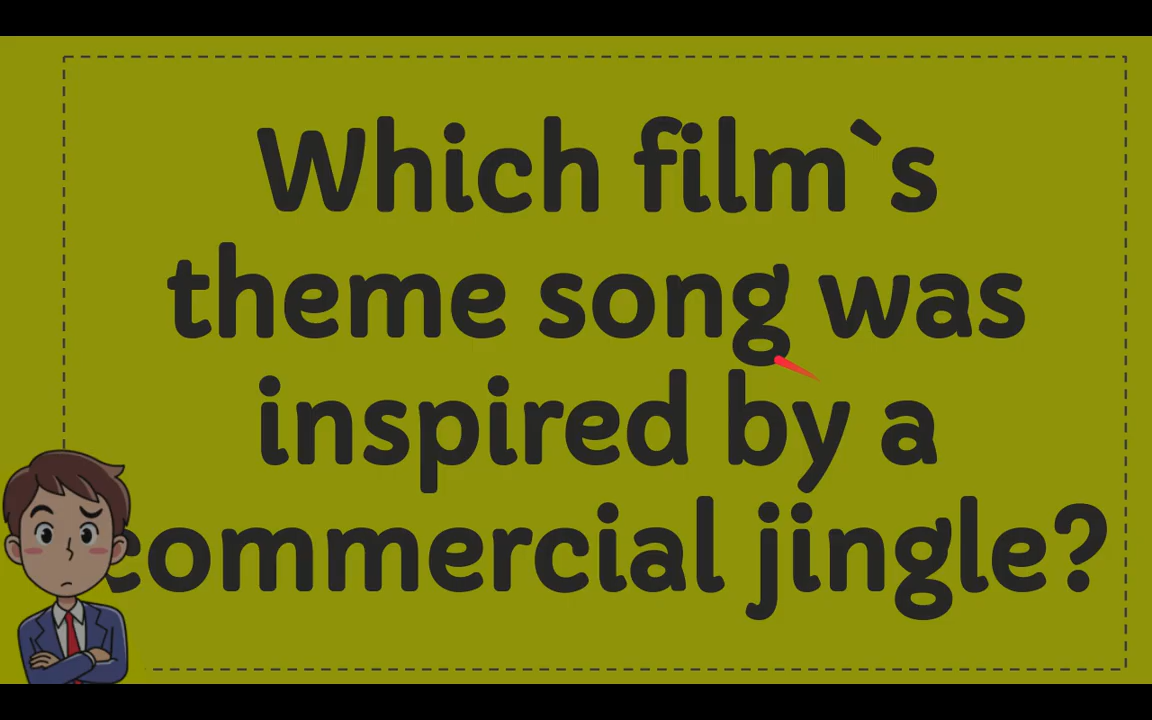 Which film`s
theme song was
inspired by a
commercial jingle?